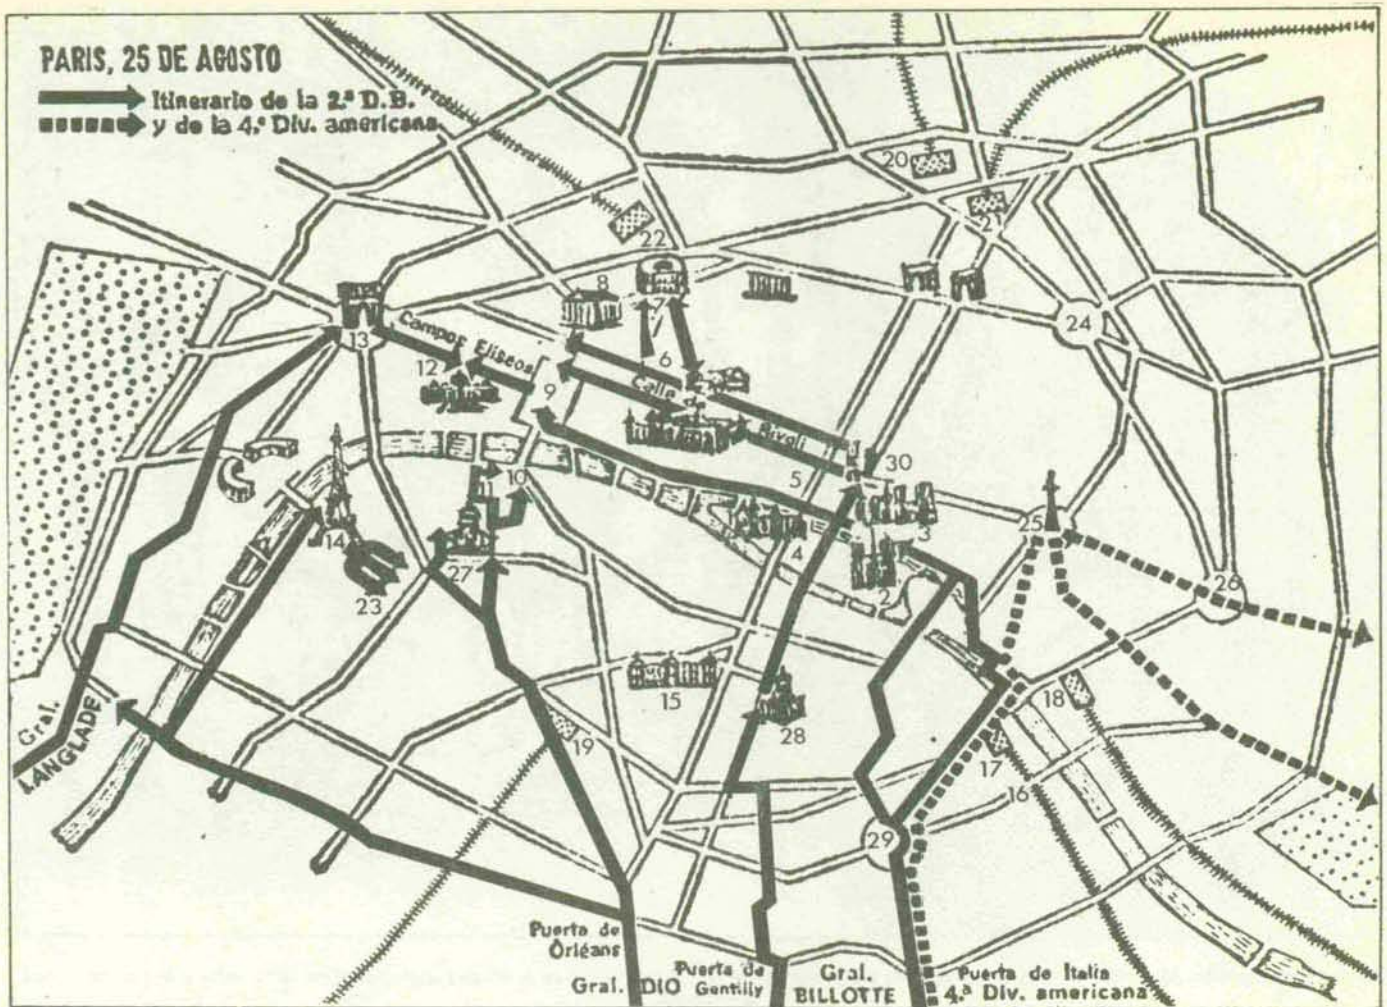 PARIS, 25 DE AGOSTO
Itinerario de la 2.ª D.B.
y de la 4.ª Div. americana
20
21
22
8
7
24
13
Campos Elíseos
12
6
9
Calle de
Rivoli
30
5
10
11
25
3
4
14
27
2
26
23
15
18
28
19
17
16
Gral.
LANGLADE
29
Puerta de
Orléans
Gral. DIO
Puerta de
Gentilly
Gral.
BILLOTTE
Puerta de Italia
4.ª Div. americana